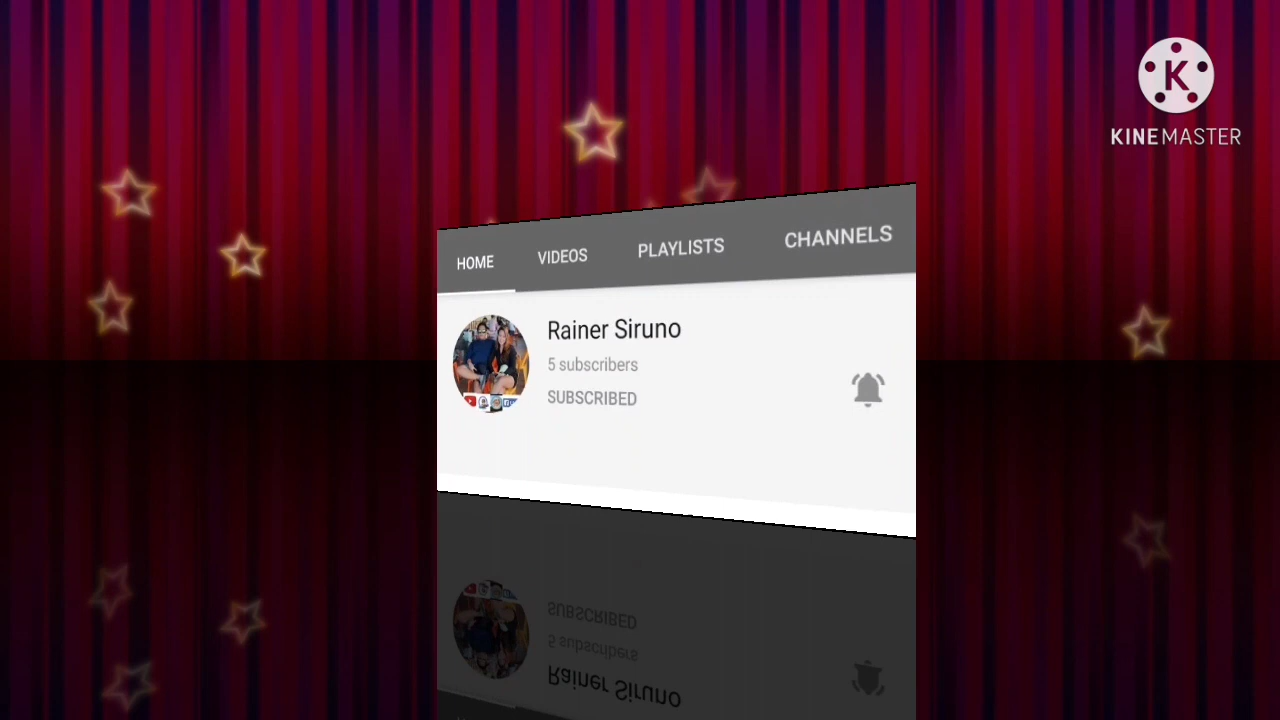 K
KINEMASTER
HOME VIDEOS PLAYLISTS CHANNELS
Rainer Siruno
5 subscribers
SUBSCRIBED
SUBSCRIBED
5 subscribers
Rainer Siruno